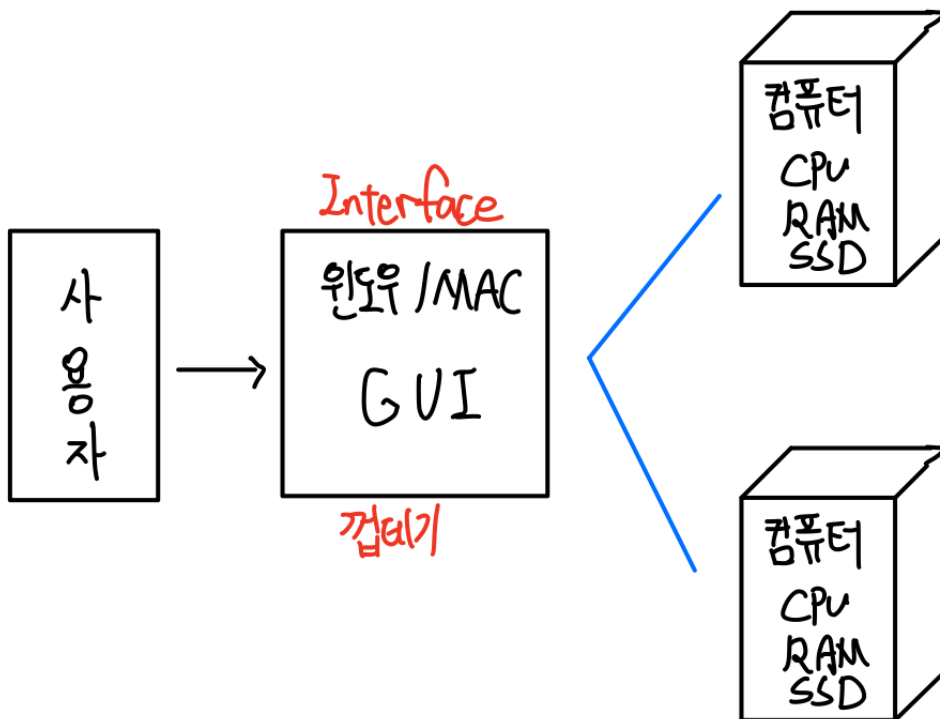 사
용
자
Interface
윈도우/MAC
GUI
껍테기
컴퓨터
CPU
RAM
SSD
컴퓨터
CPU
RAM
SSD